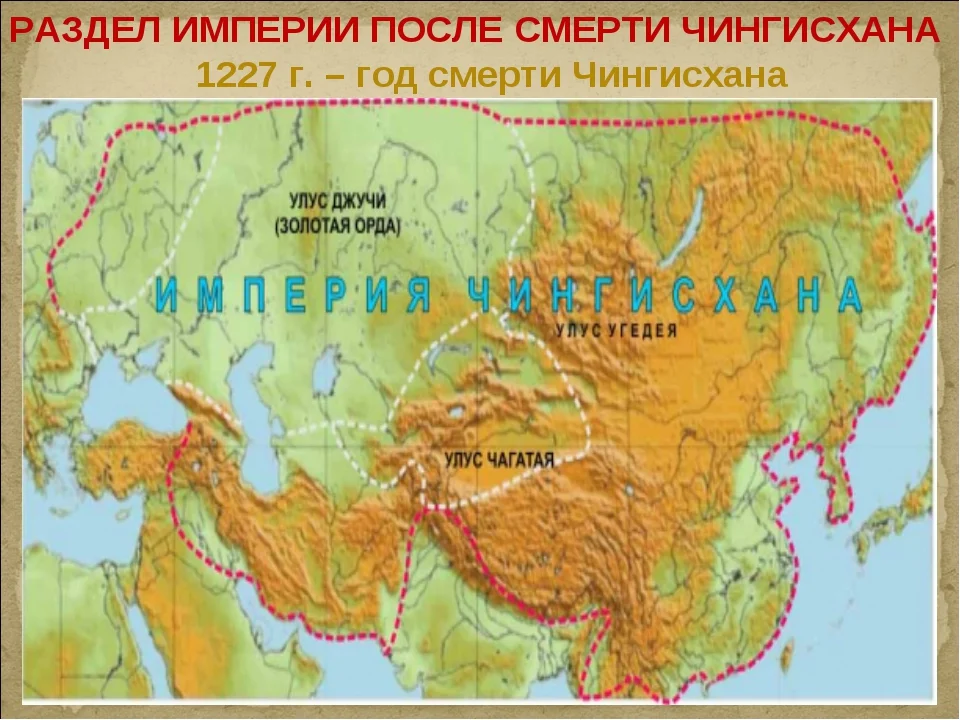 РАЗДЕЛ ИМПЕРИИ ПОСЛЕ СМЕРТИ ЧИНГИСХАНА
1227 г. – год смерти Чингисхана
УЛУС ДЖУЧИ
(ЗОЛОТАЯ ОРДА)
ИМПЕРИЯ ЧИНГИСХАНА
УЛУС УГЕДЕЯ
УЛУС ЧАГАТАЯ